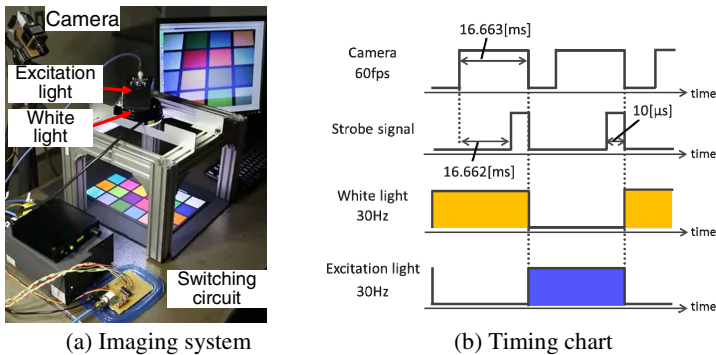 Camera
Excitation
light
White
light
Switching
circuit
(a) Imaging system
16.663[ms]
Camera
60fps
time
Strobe signal
10[μs]
time
16.662[ms]
White light
30Hz
time
Excitation light
30Hz
time
(b) Timing chart